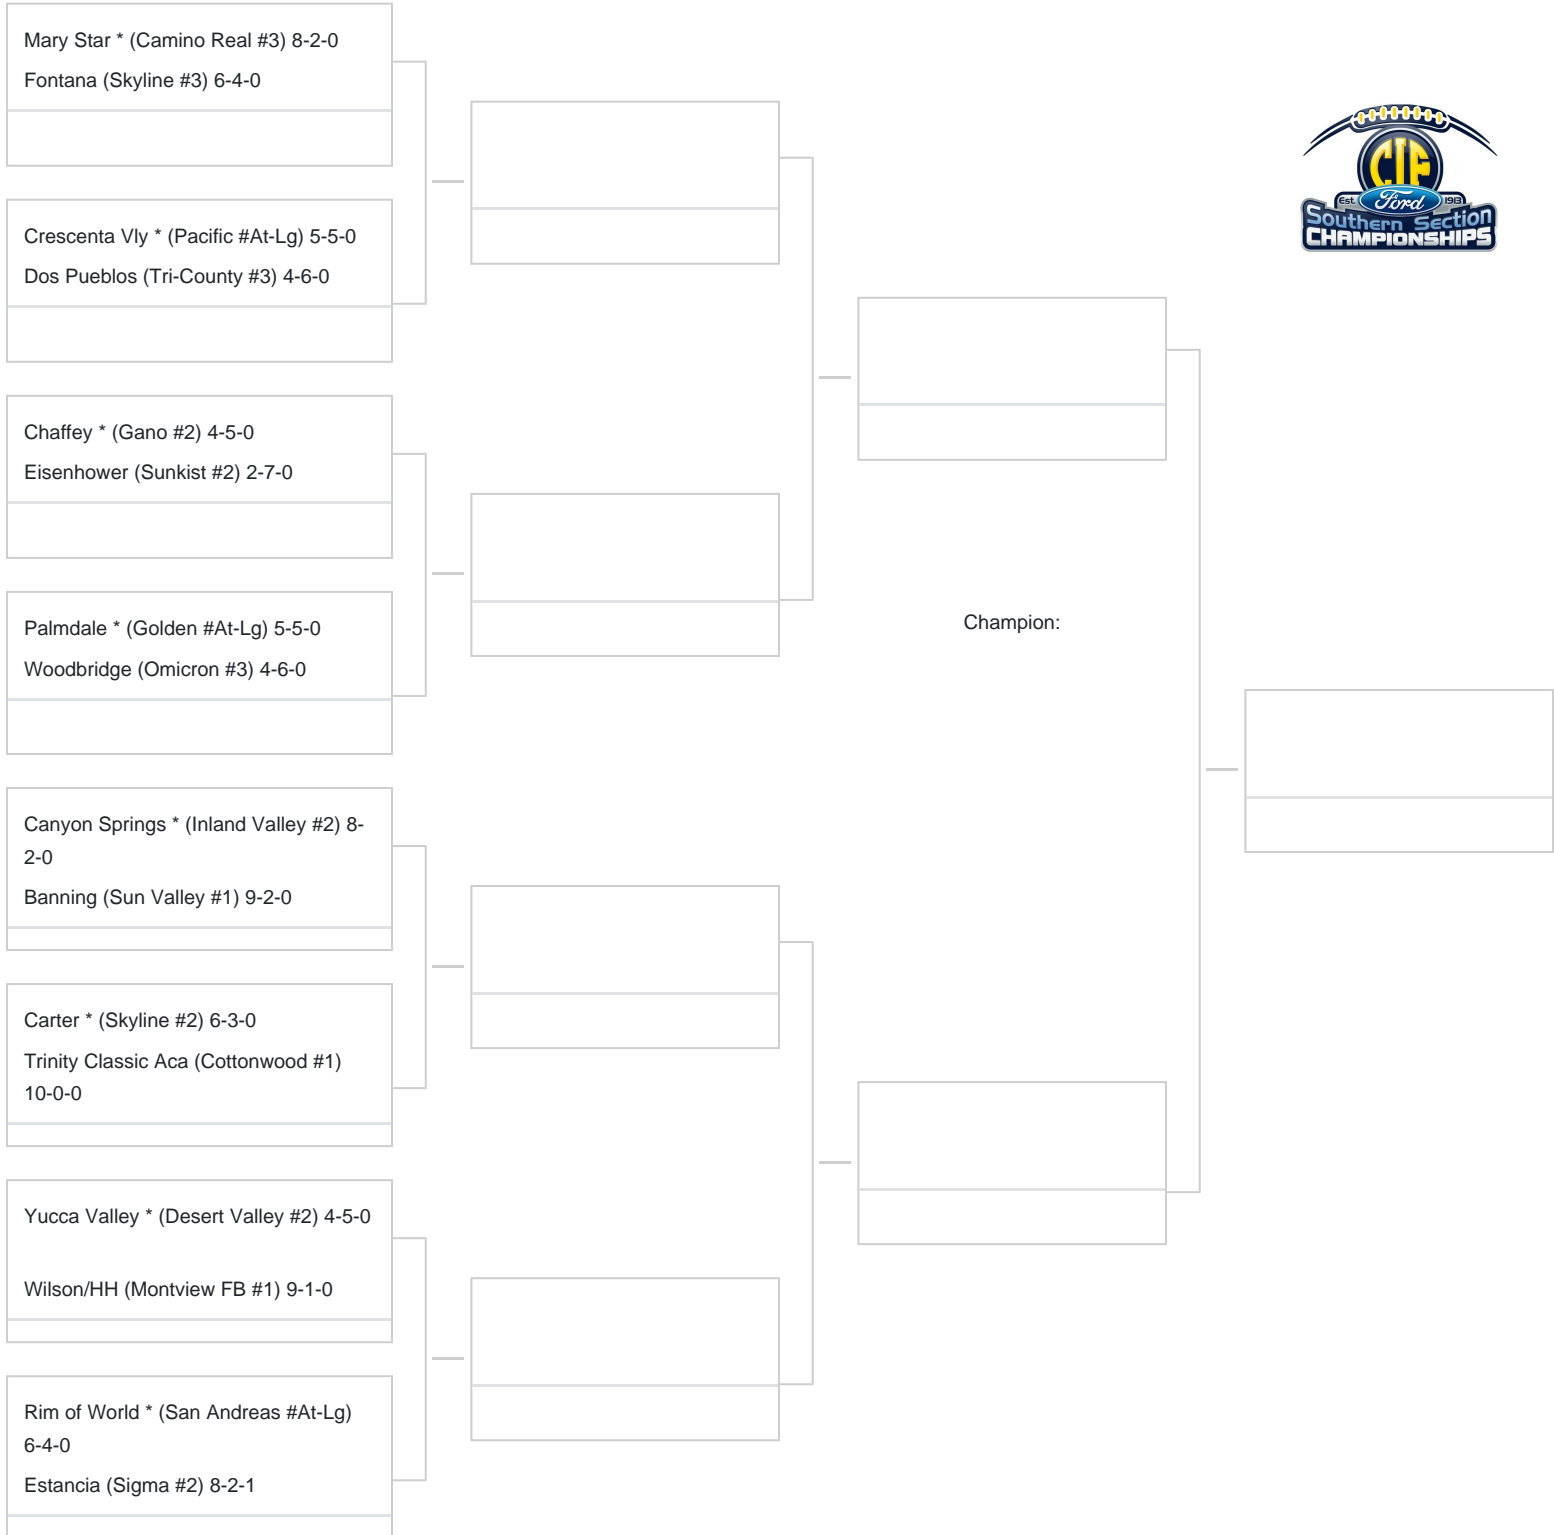 Mary Star * (Camino Real #3) 8-2-0
Fontana (Skyline #3) 6-4-0
Crescenta Vly * (Pacific #At-Lg) 5-5-0
Dos Pueblos (Tri-County #3) 4-6-0
Chaffey * (Gano #2) 4-5-0
Eisenhower (Sunkist #2) 2-7-0
Palmdale * (Golden #At-Lg) 5-5-0
Woodbridge (Omicron #3) 4-6-0
Canyon Springs * (Inland Valley #2) 8-
2-0
Banning (Sun Valley #1) 9-2-0
Carter * (Skyline #2) 6-3-0
Trinity Classic Aca (Cottonwood #1)
10-0-0
Yucca Valley * (Desert Valley #2) 4-5-0
Wilson/HH (Montview FB #1) 9-1-0
Rim of World * (San Andreas #At-Lg)
6-4-0
Estancia (Sigma #2) 8-2-1
Champion:
CIF
Est. Ford 1913
Southern Section
CHAMPIONSHIPS